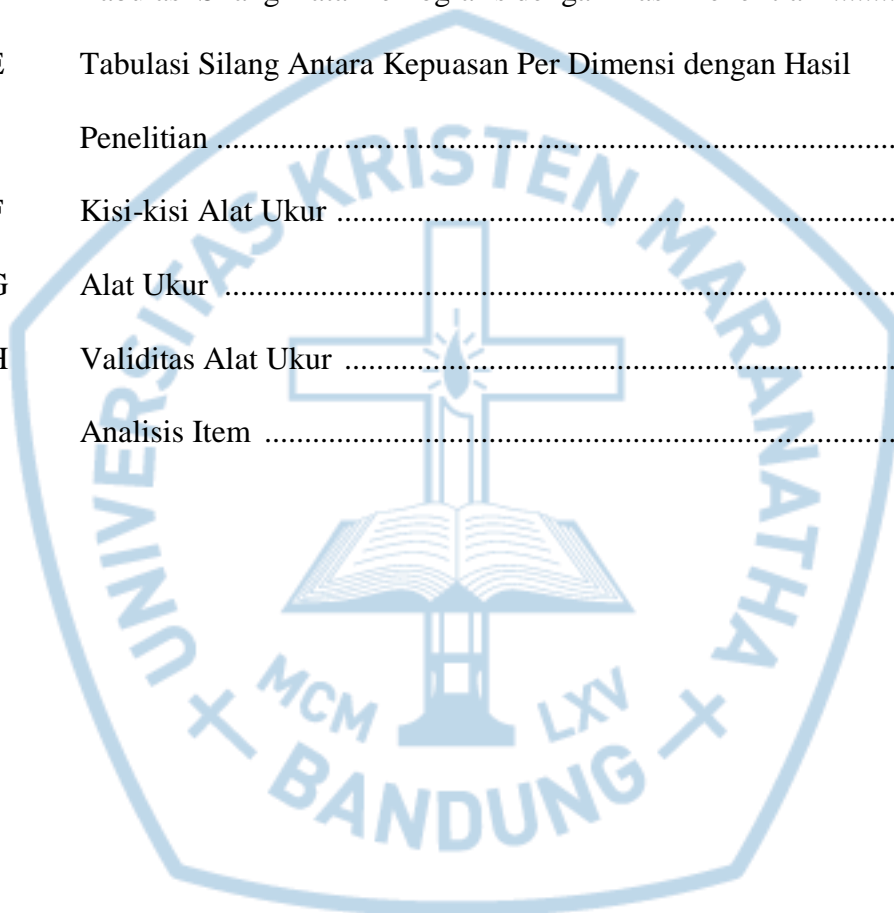 E Tabulasi Silang Antara Kepuasan Per Dimensi dengan Hasil
Penelitian ........................................................................................
F Kisi-kisi Alat Ukur ........................................................................
G Alat Ukur ........................................................................................
H Validitas Alat Ukur ........................................................................
Analisis Item ................................................................................
UNIVERSITAS KRISTEN MARANATHA
MCM LXV
BANDUNG